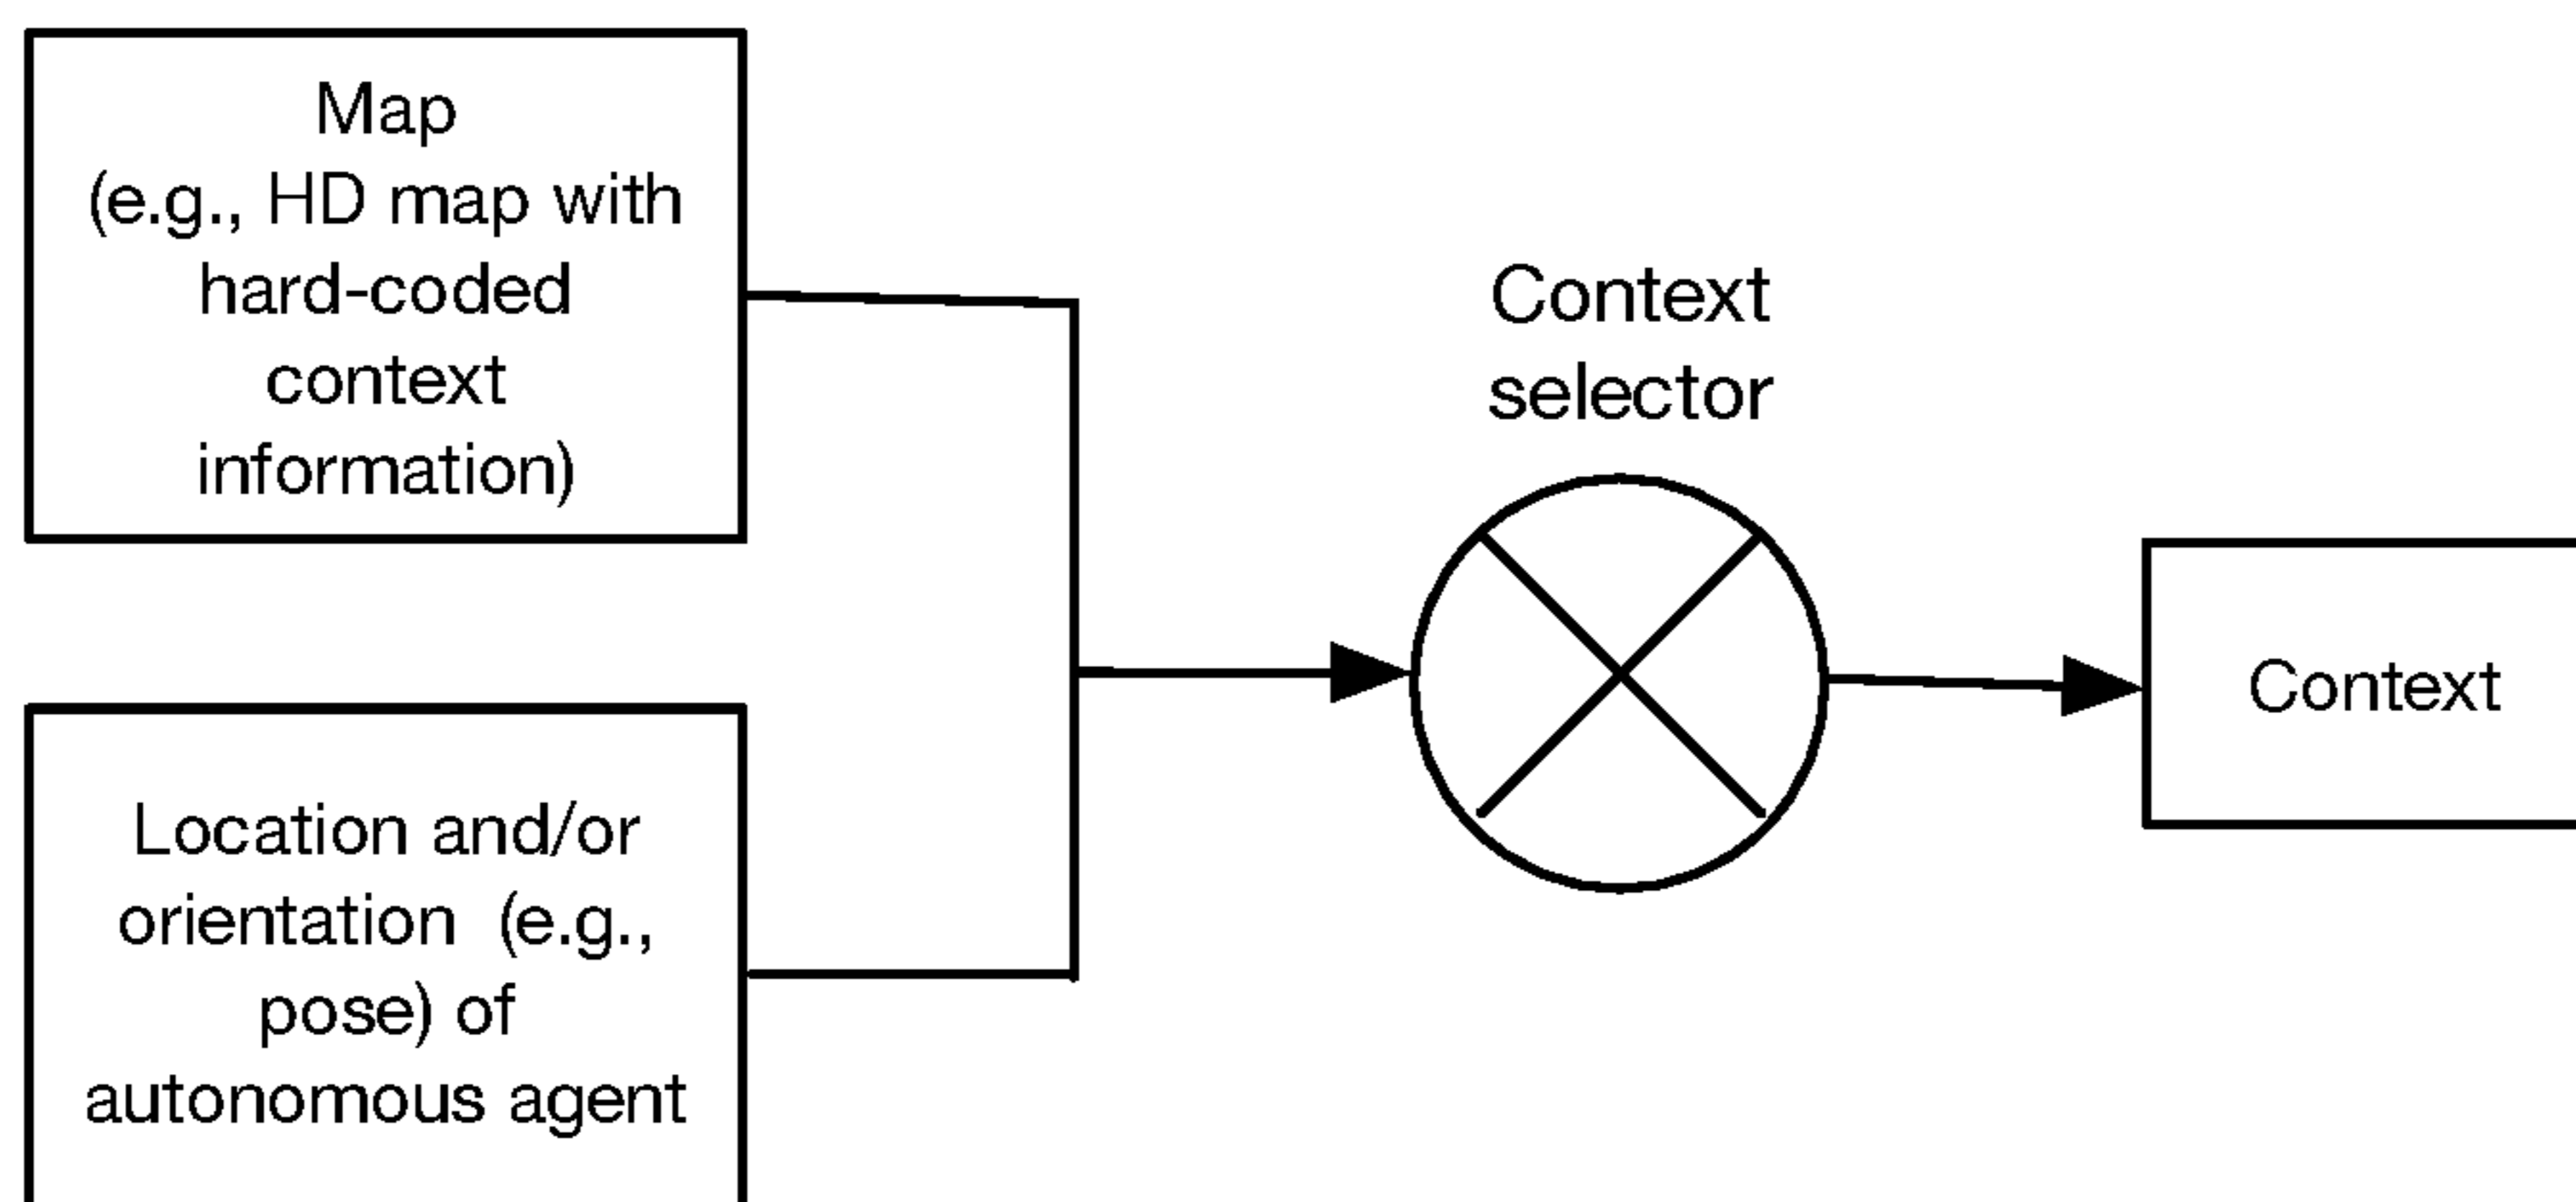 Map
(e.g., HD map with
hard-coded
context
information)
Context
selector
Context
Location and/or
orientation (e.g.,
pose) of
autonomous agent